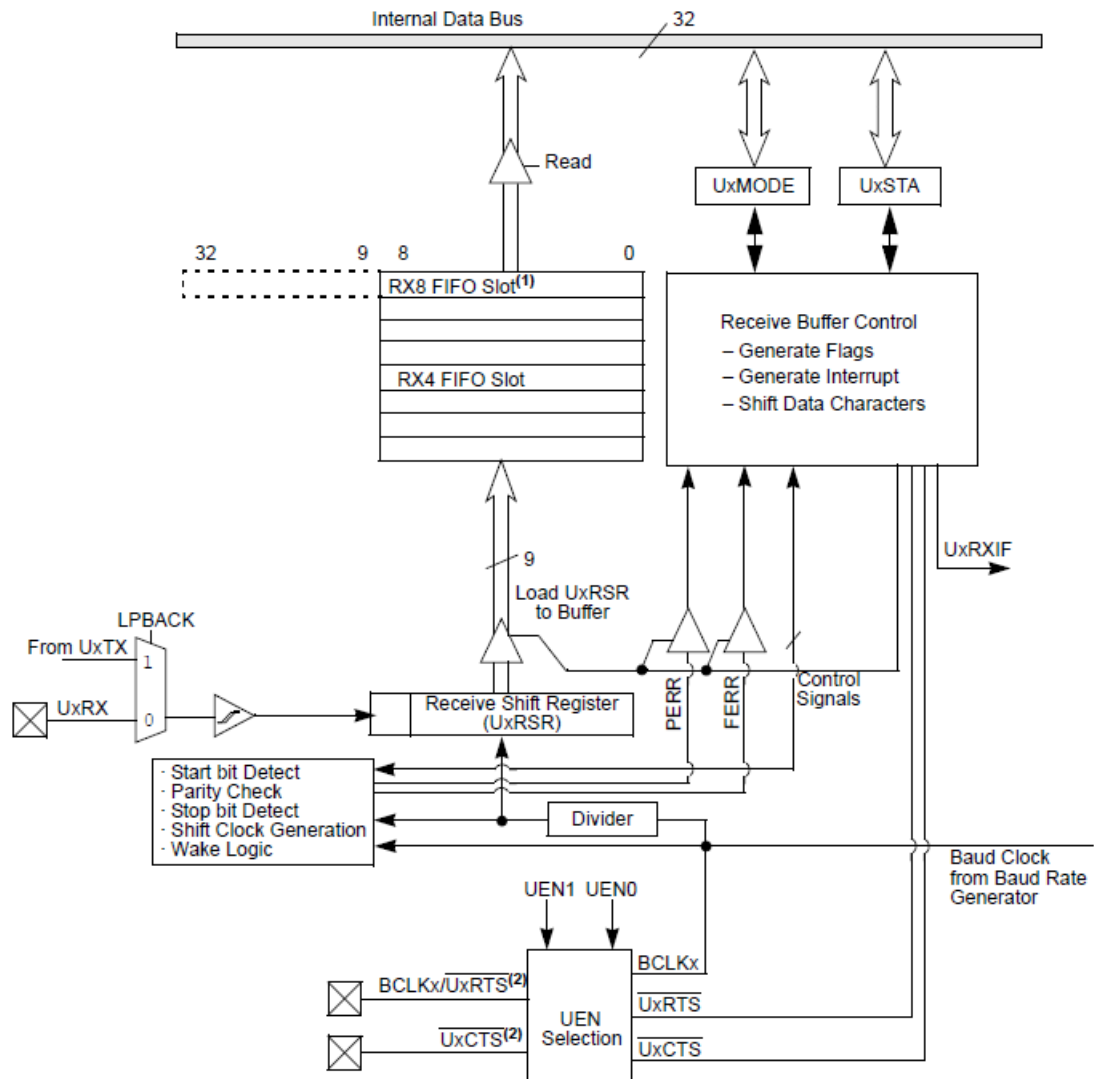 Internal Data Bus
32
Read
UxMODE
UxSTA
32
9
8
0
RX8 FIFO Slot(1)
RX4 FIFO Slot
Receive Buffer Control
– Generate Flags
– Generate Interrupt
– Shift Data Characters
UxRXIF
9
Load UxRSR
to Buffer
LPBACK
From UxTX
1
UxRX
0
Receive Shift Register
(UxRSR)
PERR
FERR
Control
Signals
· Start bit Detect
· Parity Check
· Stop bit Detect
· Shift Clock Generation
· Wake Logic
Divider
Baud Clock
from Baud Rate
Generator
UEN1
UEN0
BCLKx/UxRTS(2)
UxCTS(2)
UEN
Selection
BCLKx
UxRTS
UxCTS